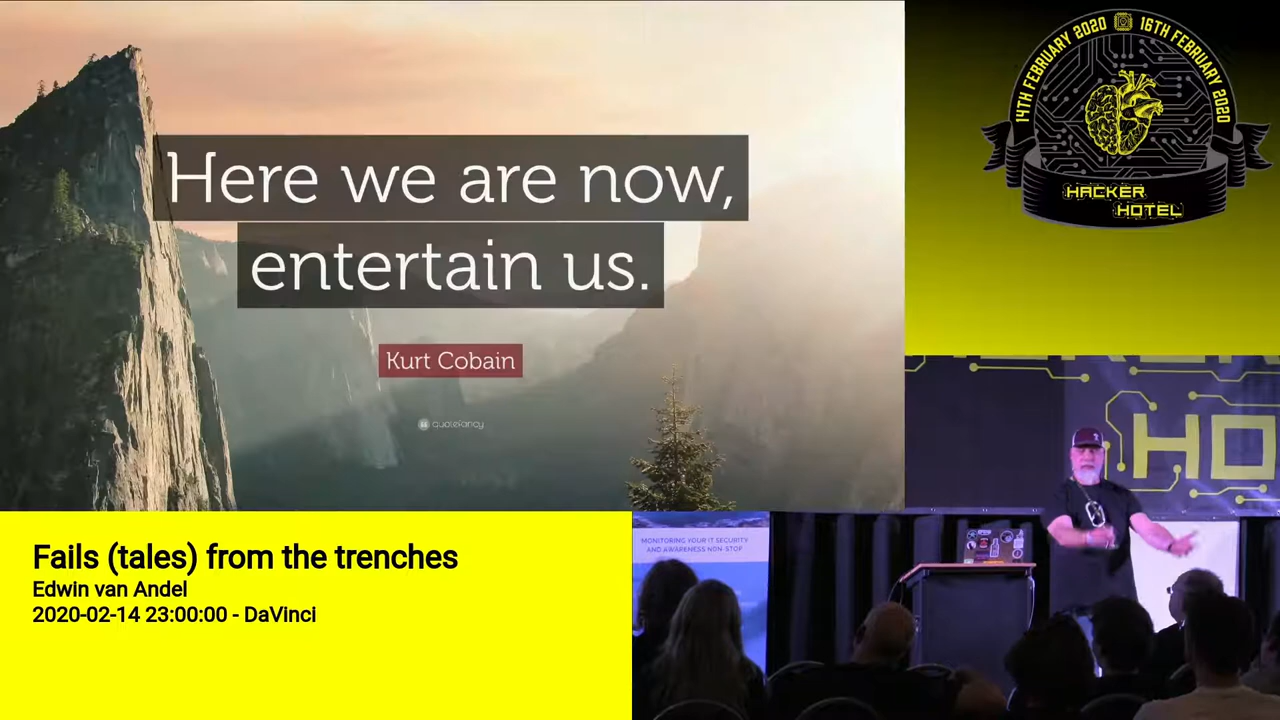 Here we are now,
entertain us.
Kurt Cobain
quotefancy
14TH FEBRUARY 2020
16TH FEBRUARY 2020
HACKER
HOTEL
HO
MONITORING YOUR IT SECURITY
AND AWARENESS NON-STOP
Fails (tales) from the trenches
Edwin van Andel
2020-02-14 23:00:00 - DaVinci